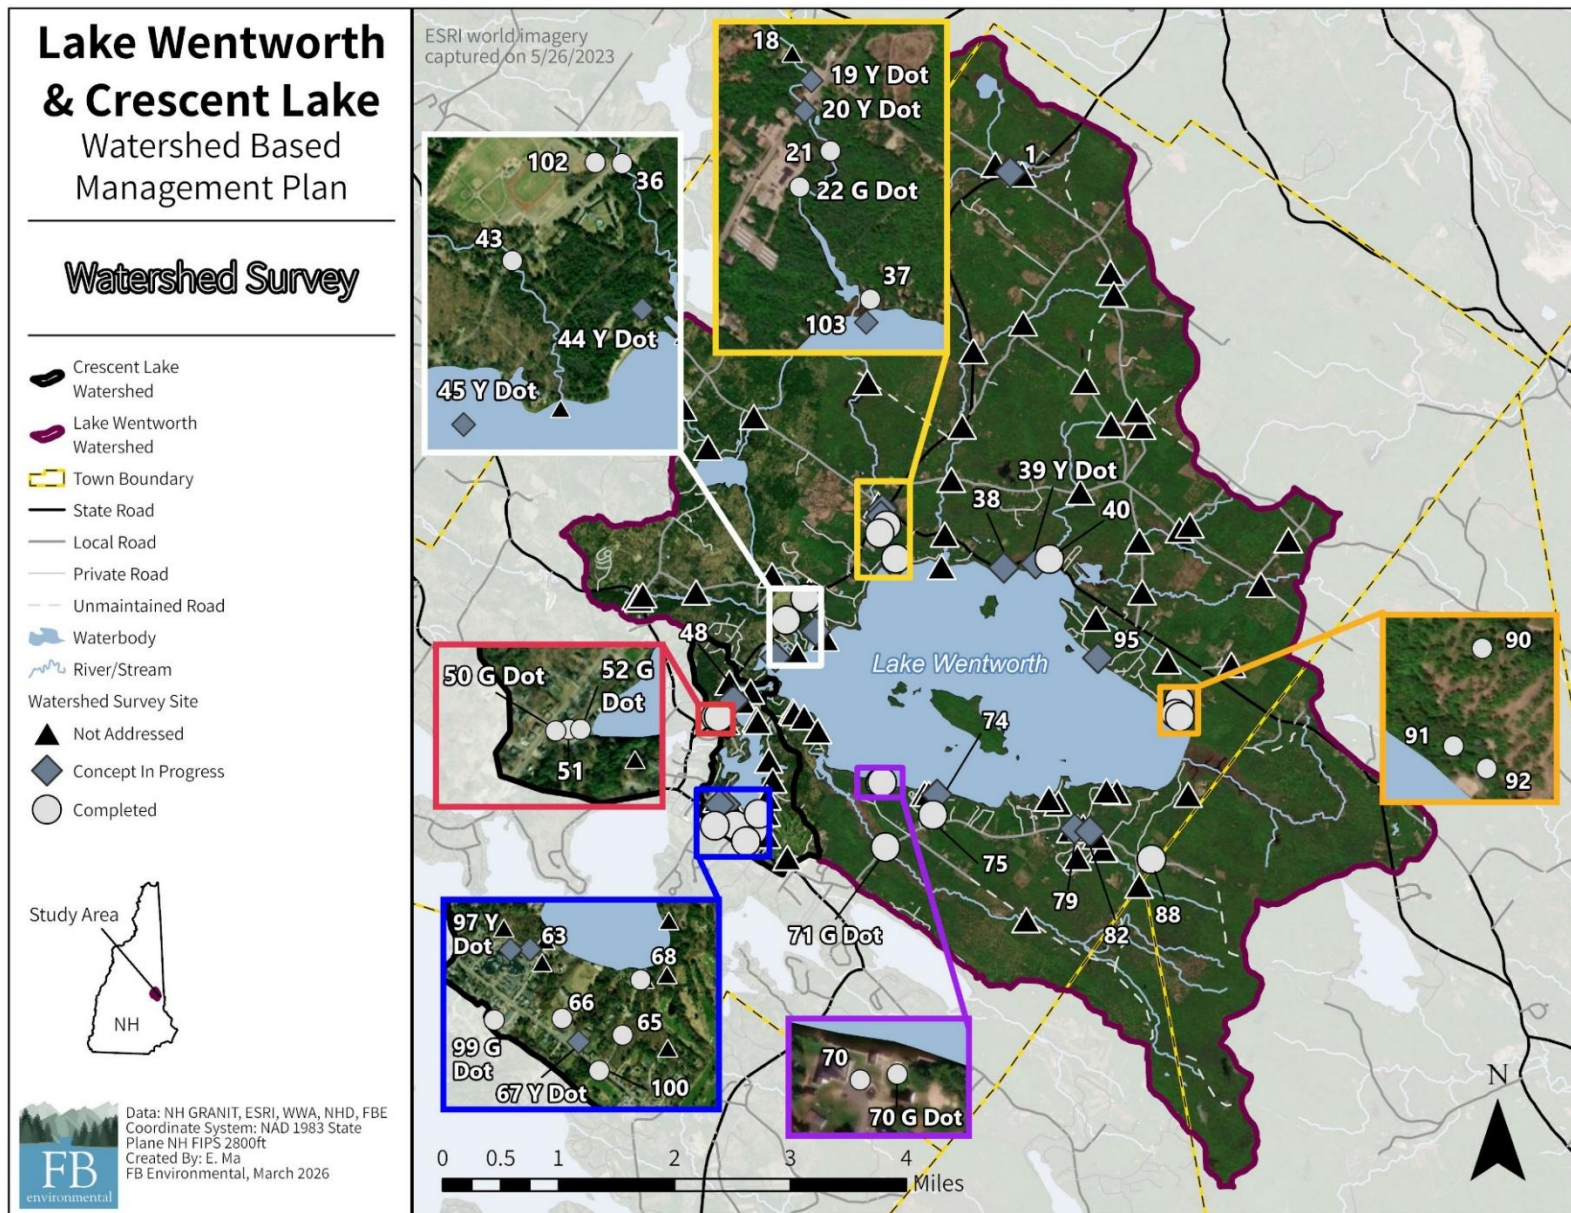 Lake Wentworth
& Crescent Lake
Watershed Based
Management Plan
Watershed Survey
Crescent Lake
Watershed
Lake Wentworth
Watershed
Town Boundary
State Road
Local Road
Private Road
Unmaintained Road
Waterbody
River/Stream
Watershed Survey Site
Not Addressed
Concept In Progress
Completed
Study Area
NH
FB
environmental
Data: NH GRANIT, ESRI, WWA, NHD, FBE
Coordinate System: NAD 1983 State
Plane NH FIPS 2800ft
Created By: E. Ma
FB Environmental, March 2026
ESRI world imagery
captured on 5/26/2023
18
19 Y Dot
20 Y Dot
21
22 G Dot
37
103
102
36
43
44 Y Dot
45 Y Dot
1
39 Y Dot
38
40
48
95
Lake Wentworth
50 G Dot
52 G
Dot
51
90
91
92
74
75
79
82
88
71 G Dot
97 Y
Dot
63
68
66
65
99 G
Dot
67 Y Dot
100
70
70 G Dot
N
0 0.5 1 2 3 4
Miles